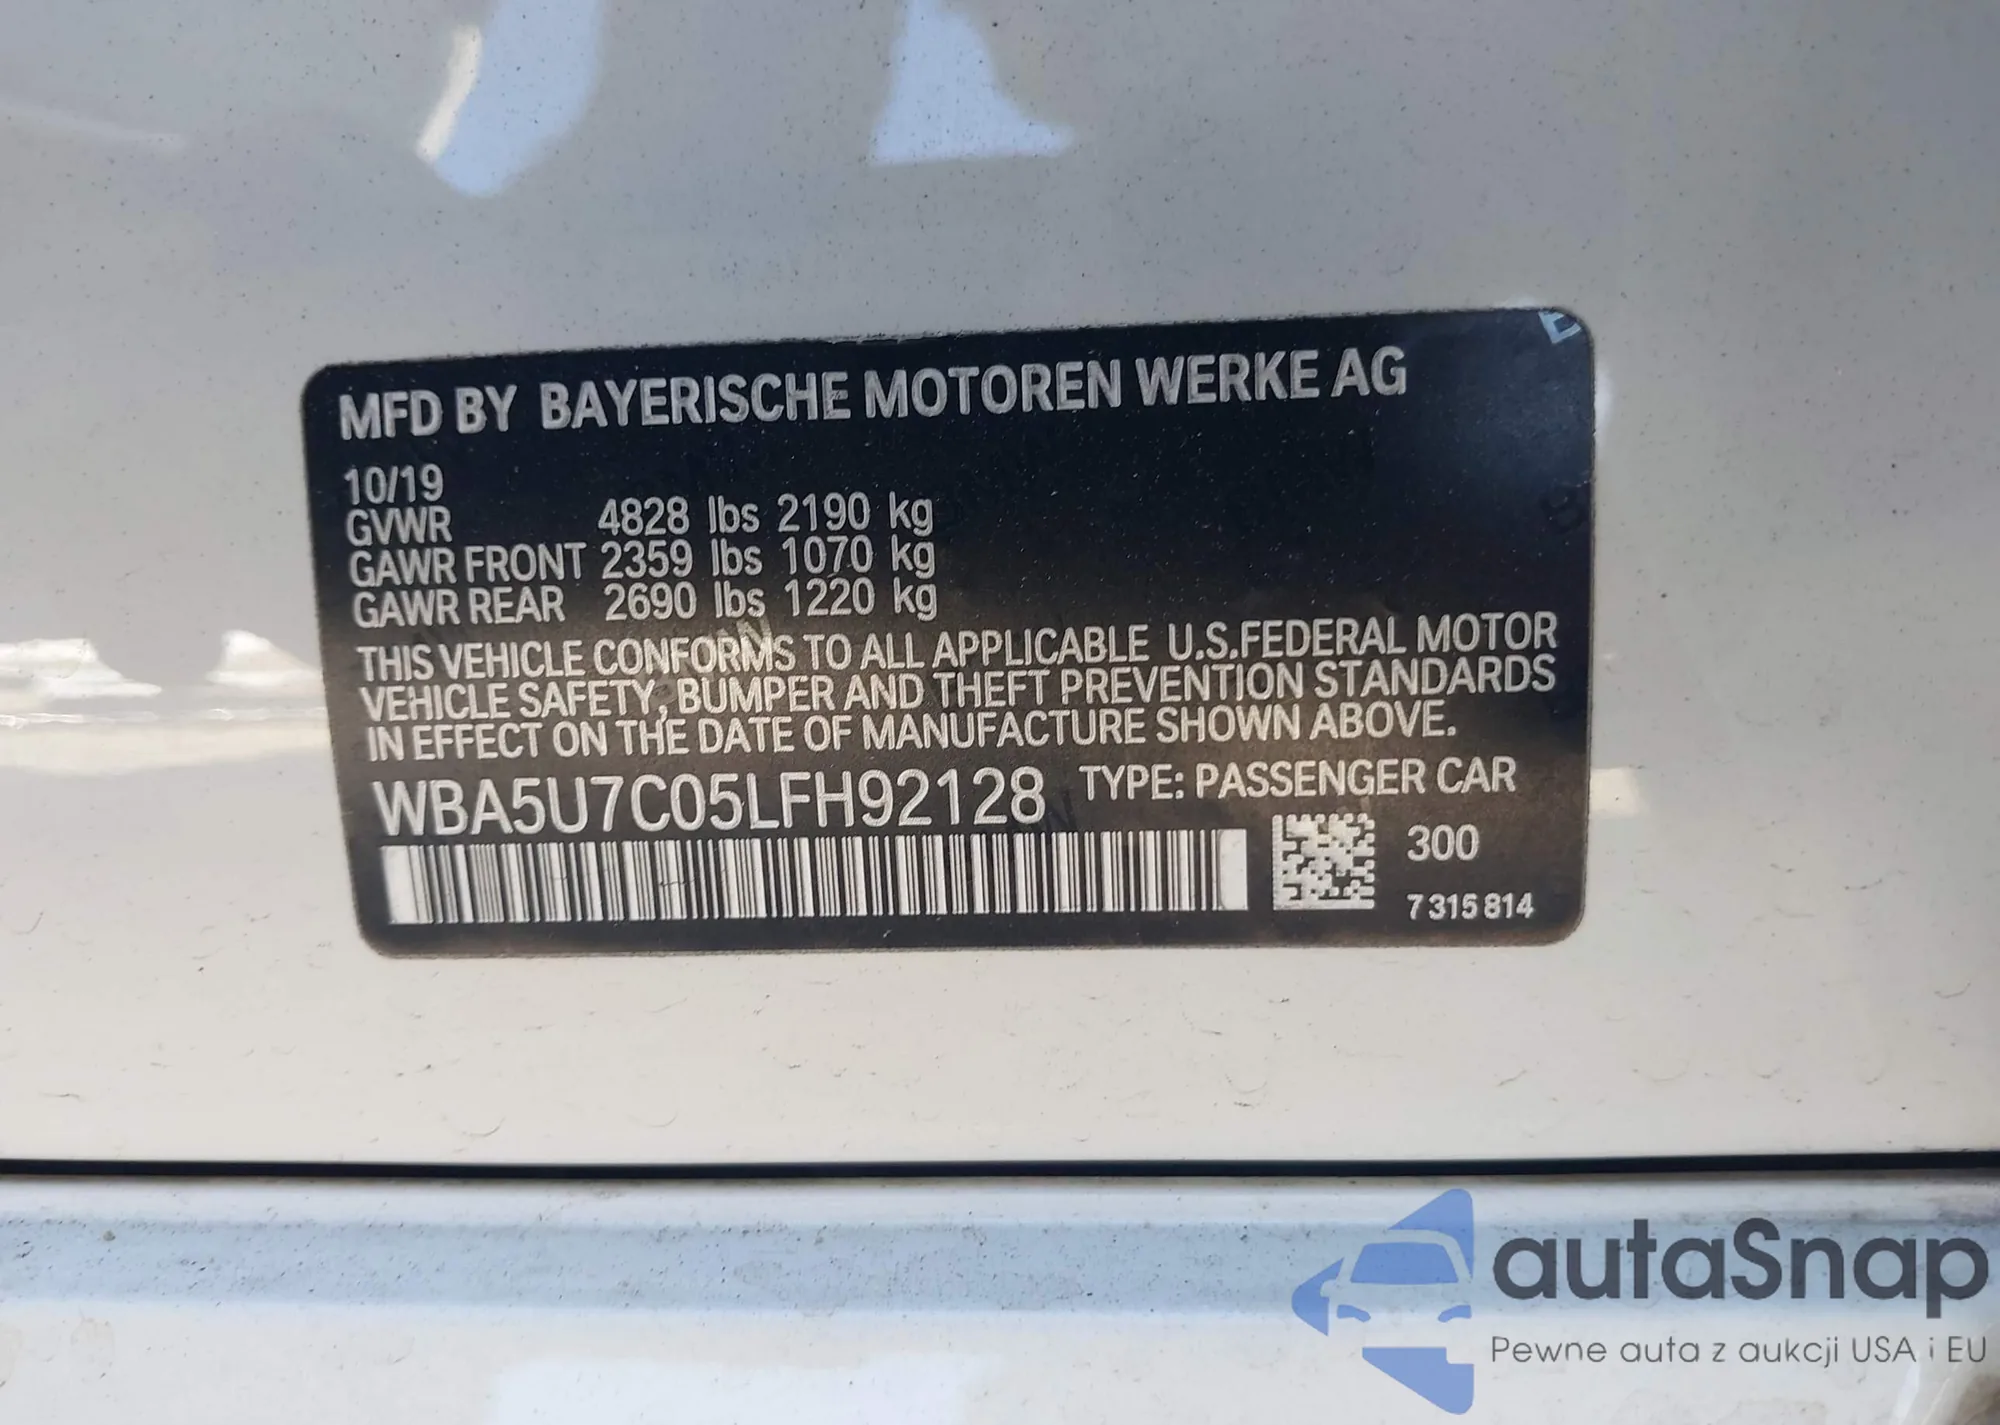 MFD BY BAYERISCHE MOTOREN WERKE AG
10/19
GVWR 4828 lbs 2190 kg
GAWR FRONT 2359 lbs 1070 kg
GAWR REAR 2690 lbs 1220 kg
THIS VEHICLE CONFORMS TO ALL APPLICABLE U.S.FEDERAL MOTOR
VEHICLE SAFETY, BUMPER AND THEFT PREVENTION STANDARDS
IN EFFECT ON THE DATE OF MANUFACTURE SHOWN ABOVE.
WBA5U7C05LFH92128 TYPE: PASSENGER CAR
300
7315814
autaSnap
Pewne auta z aukcji USA i EU